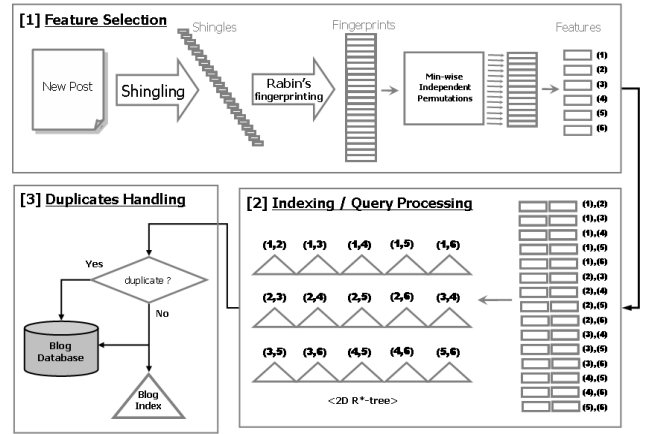 [1] Feature Selection
Shingles
Fingerprints
Features
New Post
Shingling
Rabin's
fingerprinting
Min-wise
Independent
Permutations
(1)
(2)
(3)
(4)
(5)
(6)
[3] Duplicates Handling
Yes
duplicate ?
No
Blog
Database
Blog
Index
[2] Indexing / Query Processing
(1,2) (1,3) (1,4) (1,5) (1,6)
(2,3) (2,4) (2,5) (2,6) (3,4)
(3,5) (3,6) (4,5) (4,6) (5,6)
<2D R*-tree>
(1),(2)
(1),(3)
(1),(4)
(1),(5)
(1),(6)
(2),(3)
(2),(4)
(2),(5)
(2),(6)
(3),(4)
(3),(5)
(3),(6)
(4),(5)
(4),(6)
(5),(6)